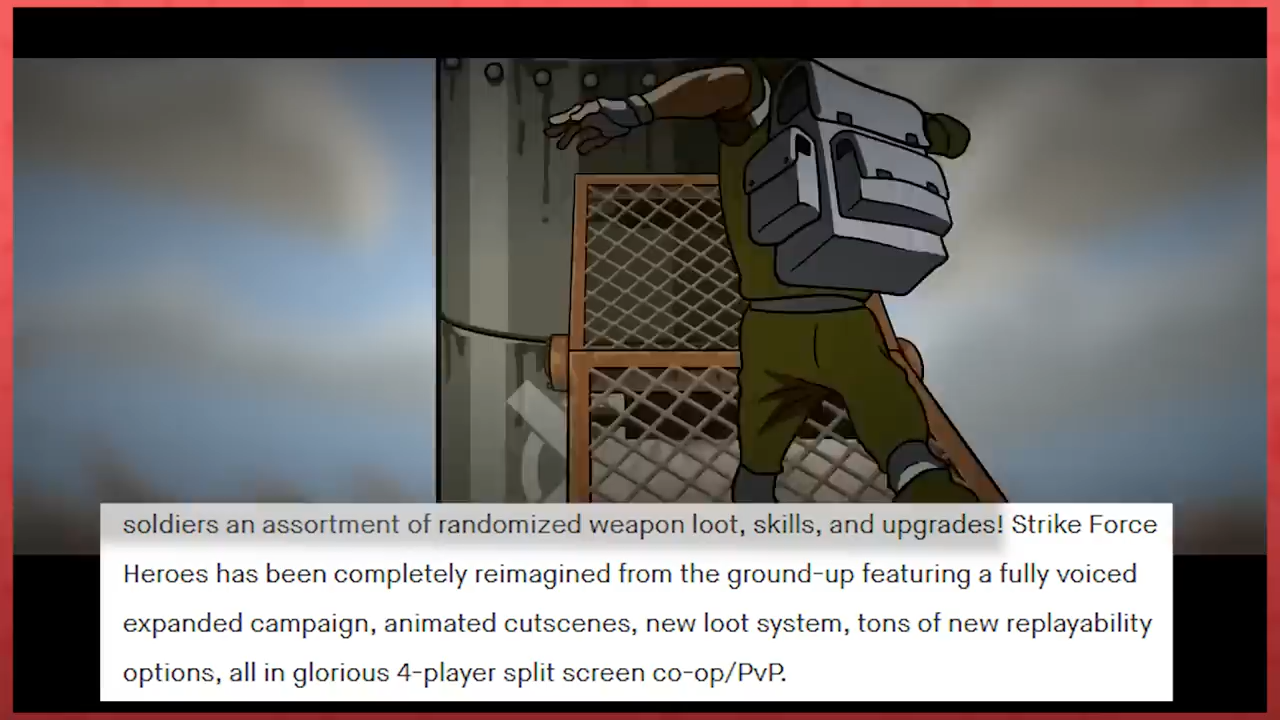 soldiers an assortment of randomized weapon loot, skills, and upgrades! Strike Force
Heroes has been completely reimagined from the ground-up featuring a fully voiced
expanded campaign, animated cutscenes, new loot system, tons of new replayability
options, all in glorious 4-player split screen co-op/PvP.